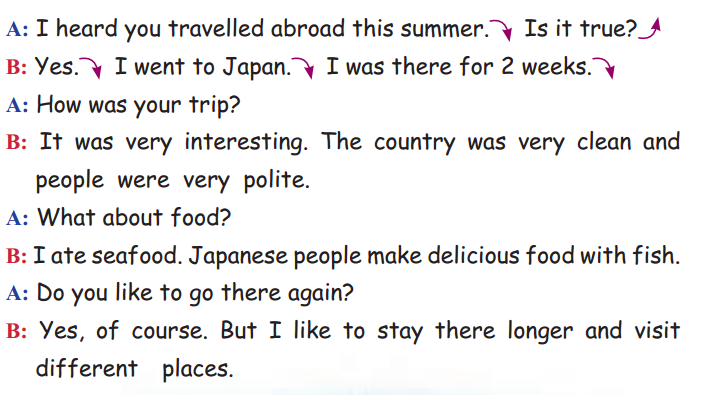 A: I heard you travelled abroad this summer. Is it true?
B: Yes. I went to Japan. I was there for 2 weeks.
A: How was your trip?
B: It was very interesting. The country was very clean and
people were very polite.
A: What about food?
B: I ate seafood. Japanese people make delicious food with fish.
A: Do you like to go there again?
B: Yes, of course. But I like to stay there longer and visit
different places.